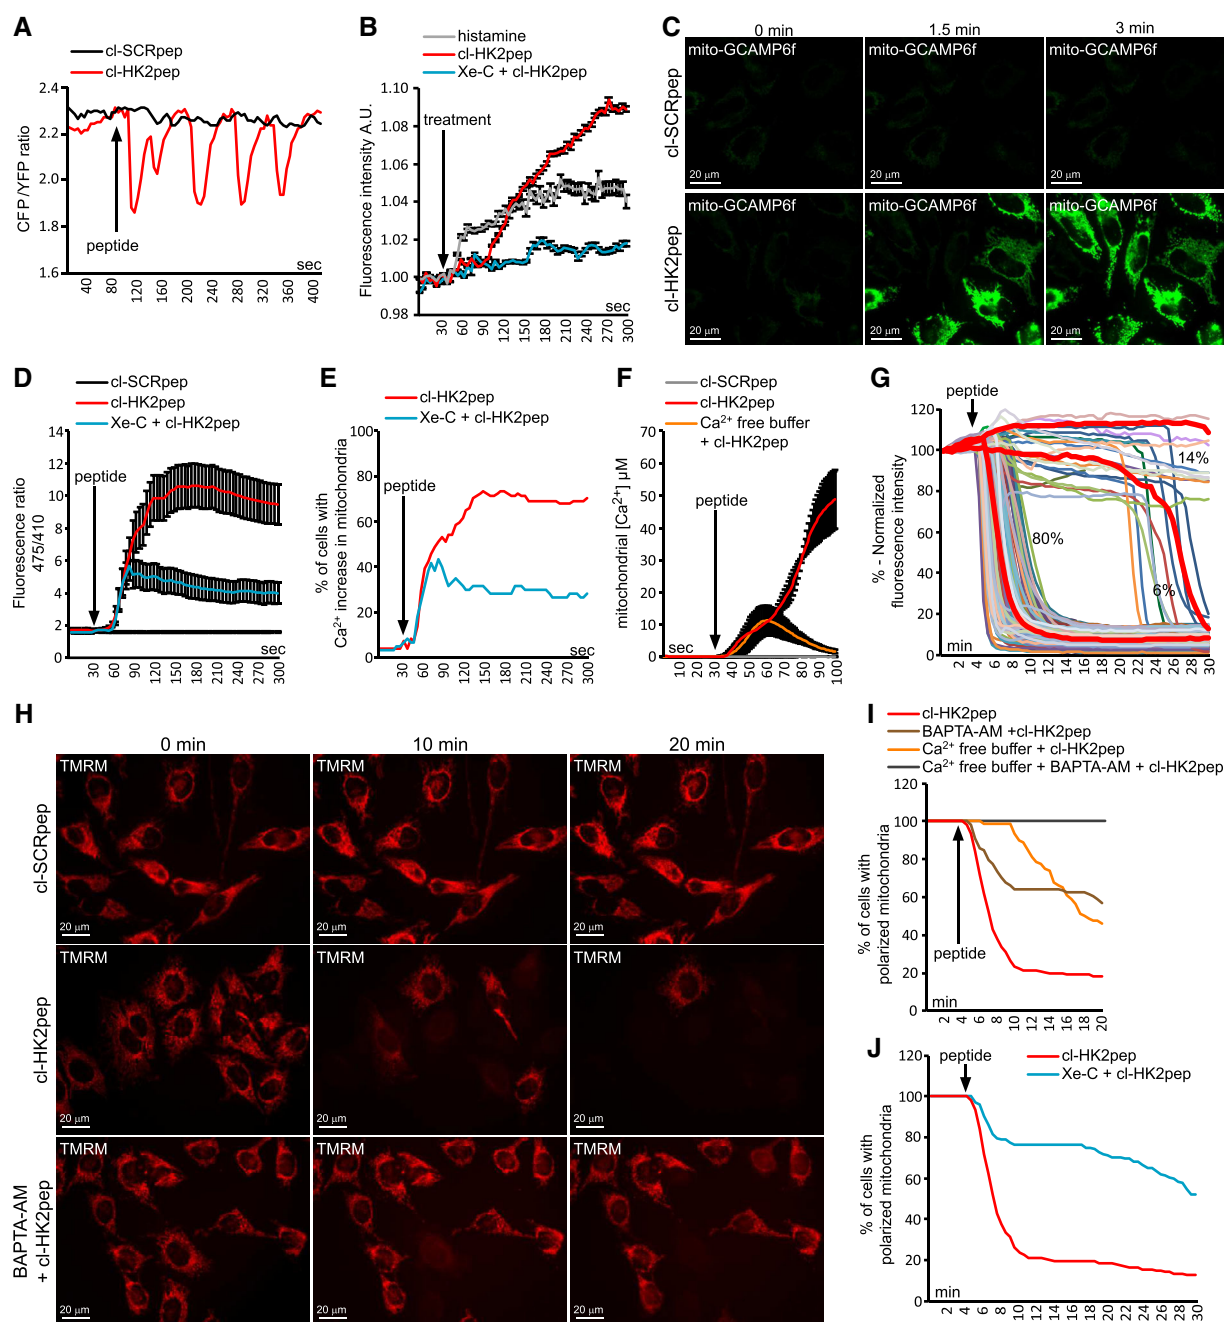 A
cl-SCRpep
cl-HK2pep
CFP/YFP ratio
2.4
2.2
2.0
1.8
1.6
peptide
sec
40 80 120 160 200 240 280 320 360 400
B
histamine
cl-HK2pep
Xe-C + cl-HK2pep
Fluorescence intensity A.U.
1.10
1.08
1.06
1.04
1.02
1.00
0.98
treatment
sec
30 60 90 120 150 180 210 240 270 300
C
0 min 1.5 min 3 min
cl-SCRpep
mito-GCAMP6f mito-GCAMP6f mito-GCAMP6f
20 µm 20 µm 20 µm
cl-HK2pep
mito-GCAMP6f mito-GCAMP6f mito-GCAMP6f
20 µm 20 µm 20 µm
D
cl-SCRpep
cl-HK2pep
Xe-C + cl-HK2pep
Fluorescence ratio
475/410
14
12
10
8
6
4
2
0
peptide
sec
30 60 90 120 150 180 210 240 270 300
E
cl-HK2pep
Xe-C + cl-HK2pep
% of cells with
Ca²⁺ increase in mitochondria
100
80
60
40
20
0
peptide
sec
30 60 90 120 150 180 210 240 270 300
F
cl-SCRpep
cl-HK2pep
Ca²⁺ free buffer
+ cl-HK2pep
mitochondrial [Ca²⁺] µM
70
60
50
40
30
20
10
0
peptide
sec
10 20 30 40 50 60 70 80 90 100
G
peptide
% - Normalized
fluorescence intensity
120
100
80
60
40
20
0
14%
80%
6%
min
2 4 6 8 10 12 14 16 18 20 22 24 26 28 30
H
0 min 10 min 20 min
cl-SCRpep
TMRM TMRM TMRM
20 µm 20 µm 20 µm
cl-HK2pep
TMRM TMRM TMRM
20 µm 20 µm 20 µm
BAPTA-AM
+ cl-HK2pep
TMRM TMRM TMRM
20 µm 20 µm 20 µm
I
cl-HK2pep
BAPTA-AM +cl-HK2pep
Ca²⁺ free buffer + cl-HK2pep
Ca²⁺ free buffer + BAPTA-AM + cl-HK2pep
% of cells with
polarized mitochondria
120
100
80
60
40
20
0
peptide
min
2 4 6 8 10 12 14 16 18 20
J
peptide
cl-HK2pep
Xe-C + cl-HK2pep
% of cells with
polarized mitochondria
120
100
80
60
40
20
0
min
2 4 6 8 10 12 14 16 18 20 22 24 26 28 30